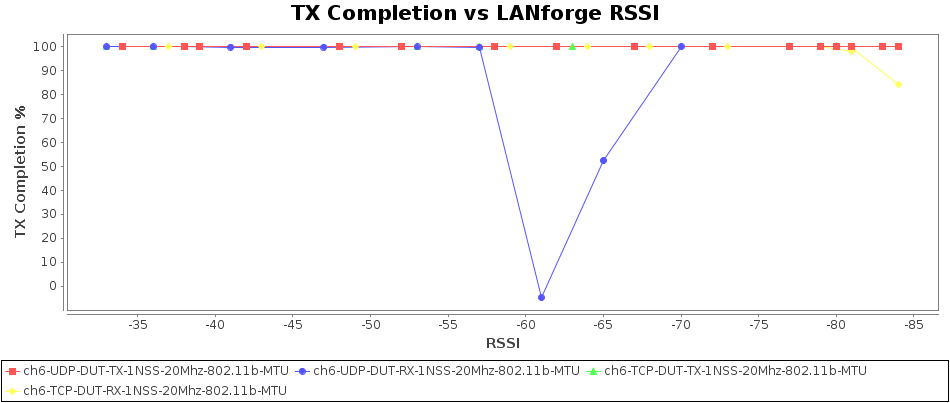 TX Completion vs LANforge RSSI
TX Completion %
100
90
80
70
60
50
40
30
20
10
0
-35 -40 -45 -50 -55 -60 -65 -70 -75 -80 -85
RSSI
ch6-UDP-DUT-TX-1NSS-20Mhz-802.11b-MTU ch6-UDP-DUT-RX-1NSS-20Mhz-802.11b-MTU ch6-TCP-DUT-TX-1NSS-20Mhz-802.11b-MTU
ch6-TCP-DUT-RX-1NSS-20Mhz-802.11b-MTU